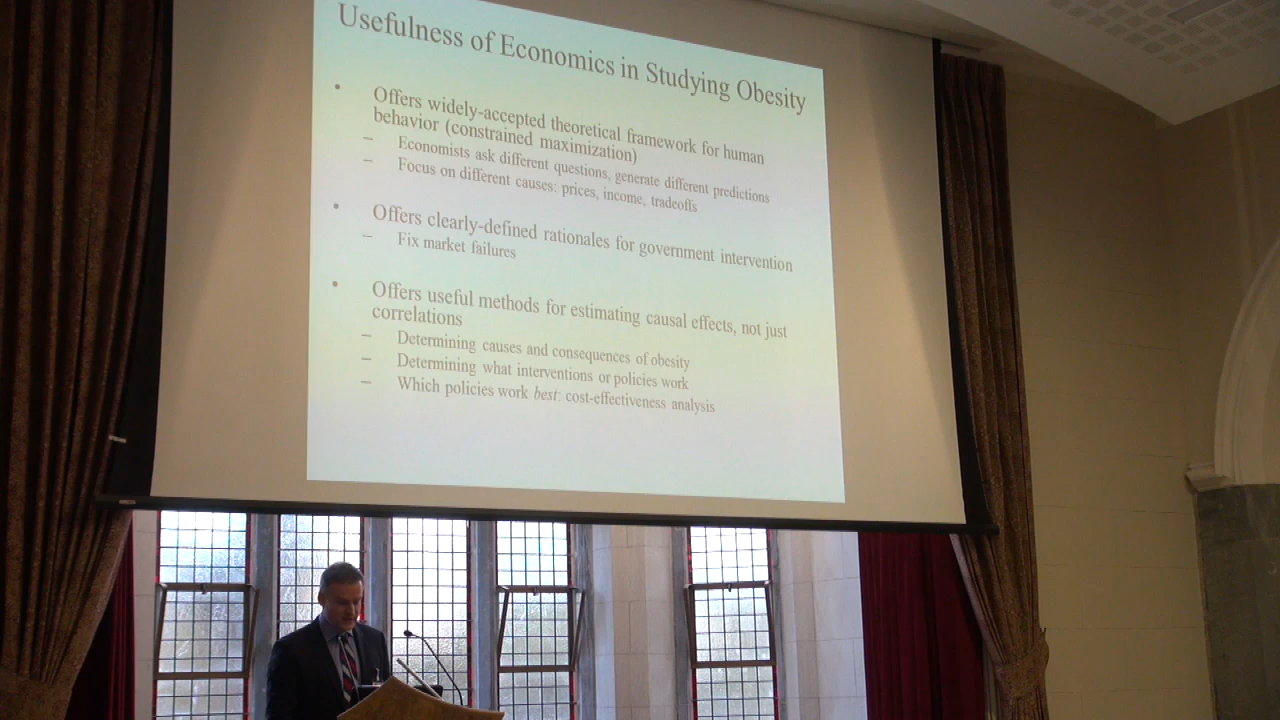 Usefulness of Economics in Studying Obesity
• Offers widely-accepted theoretical framework for human
behavior (constrained maximization)
– Economists ask different questions, generate different predictions
– Focus on different causes: prices, income, tradeoffs
• Offers clearly-defined rationales for government intervention
– Fix market failures
• Offers useful methods for estimating causal effects, not just
correlations
– Determining causes and consequences of obesity
– Determining what interventions or policies work
– Which policies work best: cost-effectiveness analysis